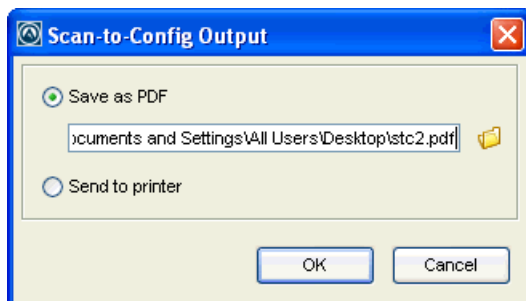 Scan-to-Config Output
Save as PDF
ocuments and Settings\All Users\Desktop\stc2.pdf
Send to printer
OK
Cancel